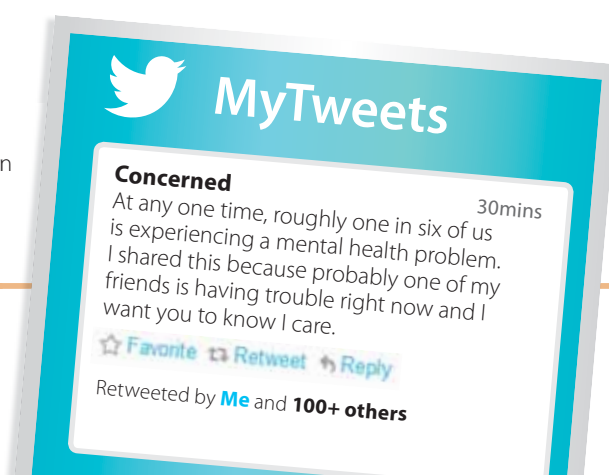 n
MyTweets
Concerned
30mins
At any one time, roughly one in six of us
is experiencing a mental health problem.
I shared this because probably one of my
friends is having trouble right now and I
want you to know I care.
Favorite Retweet Reply
Retweeted by Me and 100+ others